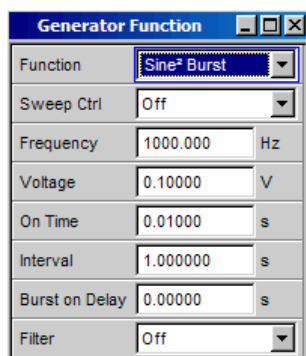 Generator Function
Function Sine² Burst
Sweep Ctrl Off
Frequency 1000.000 Hz
Voltage 0.10000 V
On Time 0.01000 s
Interval 1.000000 s
Burst on Delay 0.00000 s
Filter Off